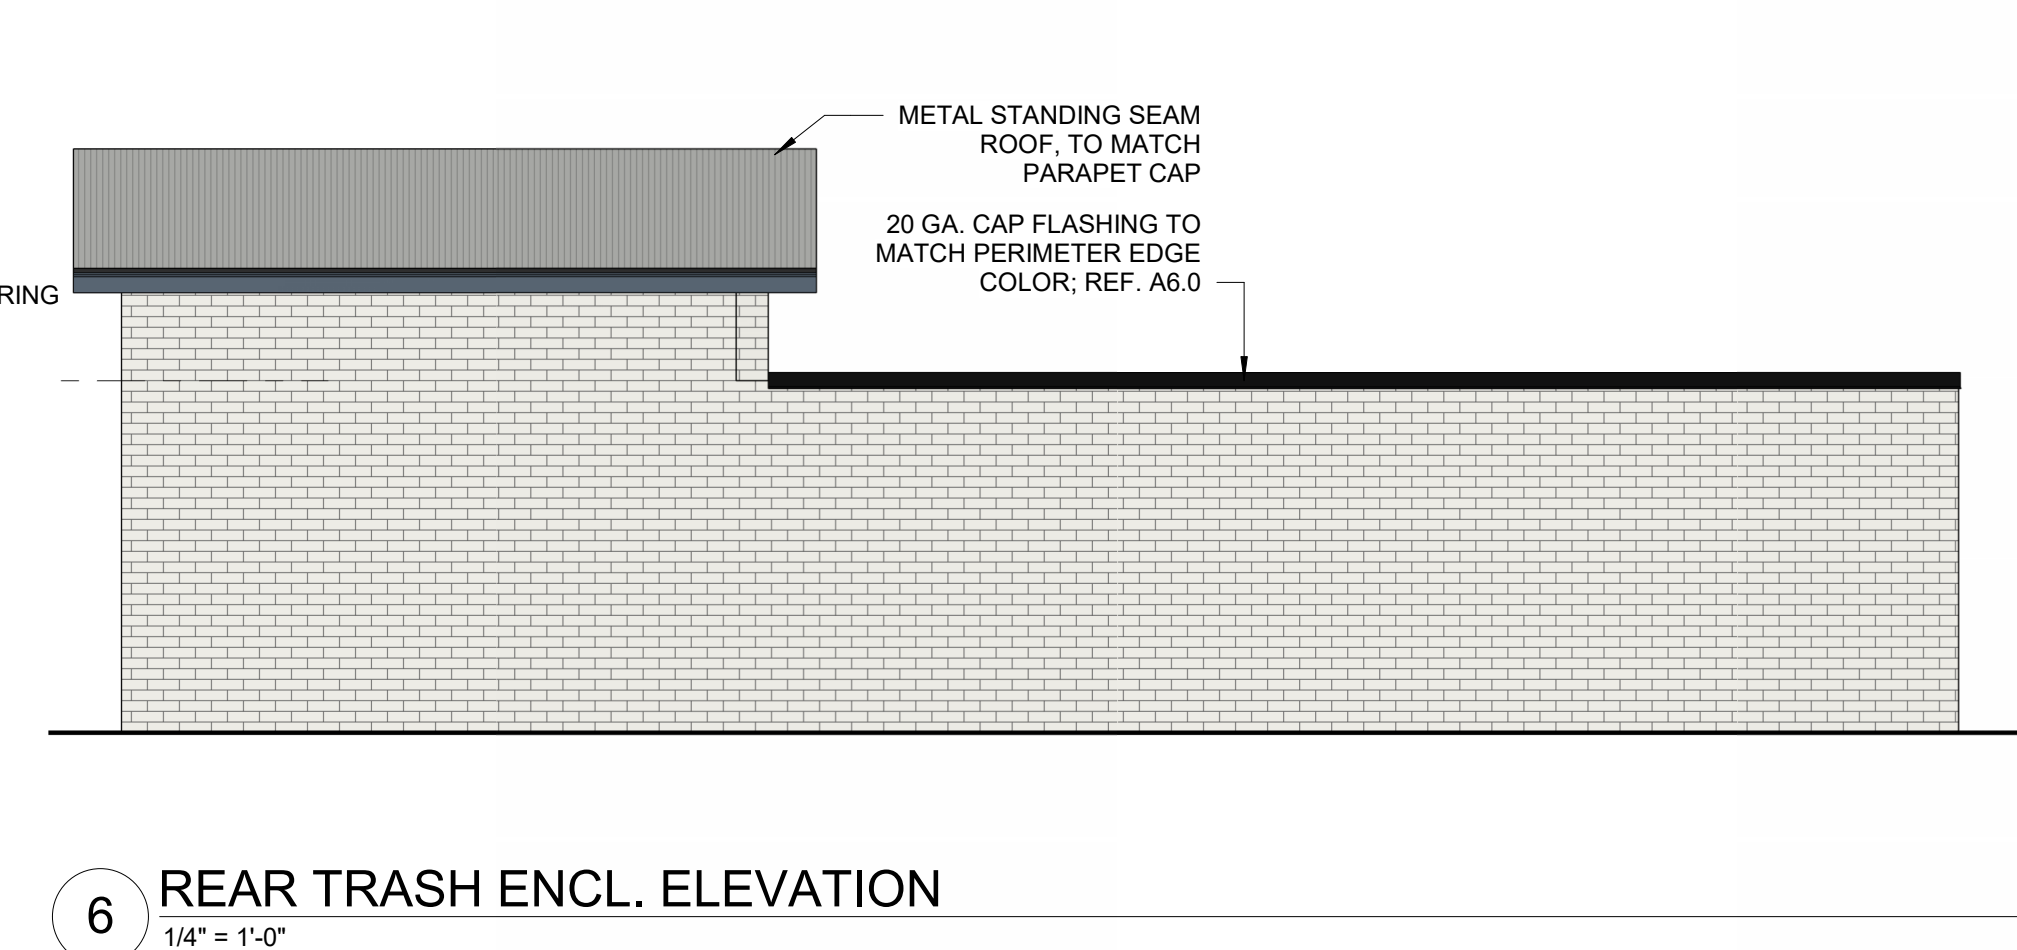 METAL STANDING SEAM
ROOF, TO MATCH
PARAPET CAP
20 GA. CAP FLASHING TO
MATCH PERIMETER EDGE
COLOR; REF. A6.0
RING
6
REAR TRASH ENCL. ELEVATION
1/4" = 1'-0"